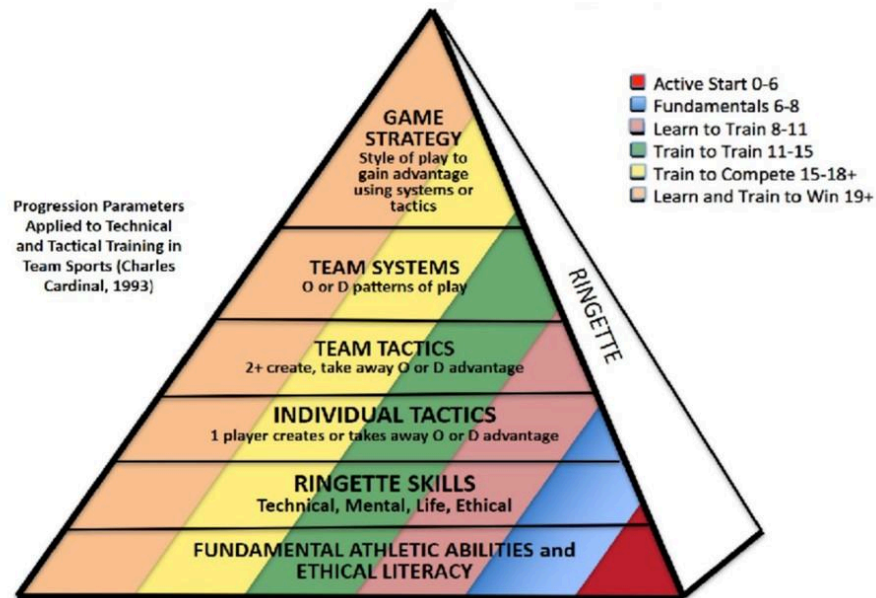 GAME
STRATEGY
Style of play to
gain advantage
using systems or
tactics
TEAM SYSTEMS
O or D patterns of play
TEAM TACTICS
2+ create, take away O or D advantage
INDIVIDUAL TACTICS
1 player creates or takes away O or D advantage
RINGETTE SKILLS
Technical, Mental, Life, Ethical
FUNDAMENTAL ATHLETIC ABILITIES and
ETHICAL LITERACY
RINGETTE
Progression Parameters
Applied to Technical
and Tactical Training in
Team Sports (Charles
Cardinal, 1993)
Active Start 0-6
Fundamentals 6-8
Learn to Train 8-11
Train to Train 11-15
Train to Compete 15-18+
Learn and Train to Win 19+